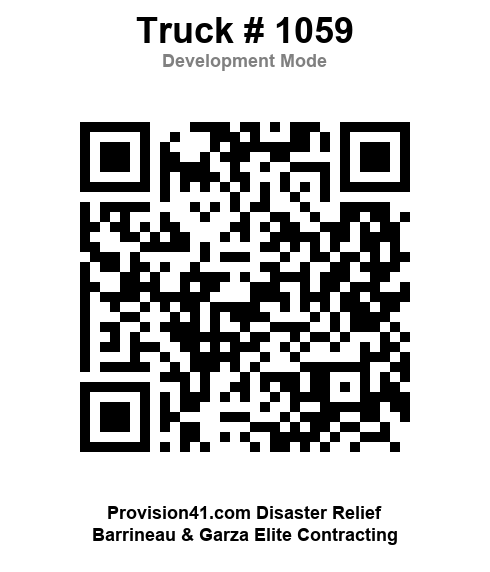 Truck # 1059
Development Mode
Provision41.com Disaster Relief
Barrineau & Garza Elite Contracting